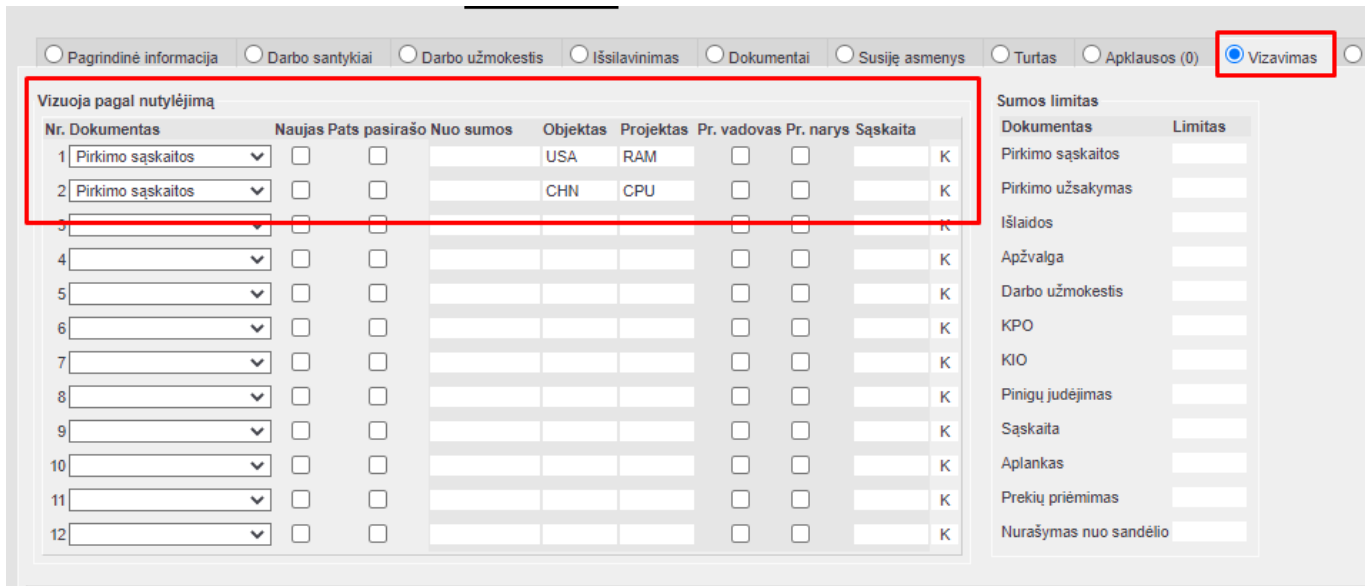 Pagrindinė informacija Darbo santykiai Darbo užmokestis Išsilavinimas Dokumentai Susiję asmenys Turtas Apklausos (0) Vizavimas
Vizuoja pagal nutylėjimą
Nr. Dokumentas Naujas Pats pasirašo Nuo sumos Objektas Projektas Pr. vadovas Pr. narys Sąskaita
1 Pirkimo sąskaitos USA RAM K
2 Pirkimo sąskaitos CHN CPU K
3 K
4 K
5 K
6 K
7 K
8 K
9 K
10 K
11 K
12 K
Sumos limitas
Dokumentas Limitas
Pirkimo sąskaitos
Pirkimo užsakymas
Išlaidos
Apžvalga
Darbo užmokestis
KPO
KIO
Pinigų judėjimas
Sąskaita
Aplankas
Prekių priėmimas
Nurašymas nuo sandėlio